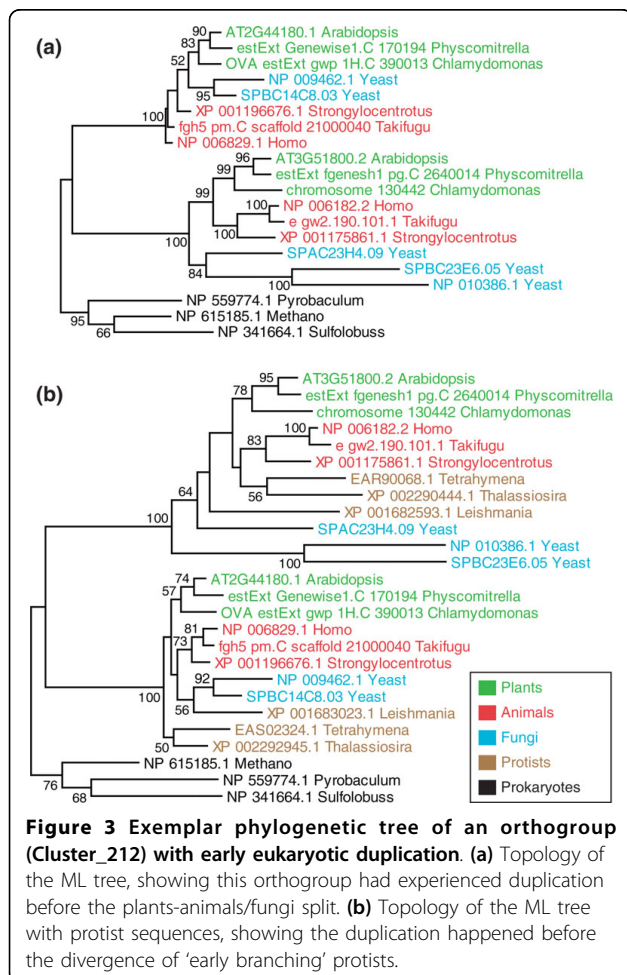 (a)
90
AT2G44180.1 Arabidopsis
83
estExt Genewise1.C 170194 Physcomitrella
52
OVA estExt gwp 1H.C 390013 Chlamydomonas
NP 009462.1 Yeast
95
SPBC14C8.03 Yeast
XP 001196676.1 Strongylocentrotus
100
fgh5 pm.C scaffold 21000040 Takifugu
NP 006829.1 Homo
96
AT3G51800.2 Arabidopsis
99
estExt fgenesh1 pg.C 2640014 Physcomitrella
99
chromosome 130442 Chlamydomonas
100
NP 006182.2 Homo
e gw2.190.101.1 Takifugu
100
XP 001175861.1 Strongylocentrotus
100
SPAC23H4.09 Yeast
84
SPBC23E6.05 Yeast
100
NP 010386.1 Yeast
NP 559774.1 Pyrobaculum
95
NP 615185.1 Methano
66
NP 341664.1 Sulfolobuss
(b)
95
AT3G51800.2 Arabidopsis
78
estExt fgenesh1 pg.C 2640014 Physcomitrella
chromosome 130442 Chlamydomonas
100
NP 006182.2 Homo
83
e gw2.190.101.1 Takifugu
XP 001175861.1 Strongylocentrotus
EAR90068.1 Tetrahymena
56
XP 002290444.1 Thalassiosira
64
XP 001682593.1 Leishmania
100
SPAC23H4.09 Yeast
NP 010386.1 Yeast
100
SPBC23E6.05 Yeast
74
AT2G44180.1 Arabidopsis
57
estExt Genewise1.C 170194 Physcomitrella
OVA estExt gwp 1H.C 390013 Chlamydomonas
81
NP 006829.1 Homo
73
fgh5 pm.C scaffold 21000040 Takifugu
XP 001196676.1 Strongylocentrotus
92
NP 009462.1 Yeast
100
SPBC14C8.03 Yeast
56
XP 001683023.1 Leishmania
EAS02324.1 Tetrahymena
50
XP 002292945.1 Thalassiosira
NP 615185.1 Methano
76
NP 559774.1 Pyrobaculum
68
NP 341664.1 Sulfolobuss
Plants
Animals
Fungi
Protists
Prokaryotes
Figure 3 Exemplar phylogenetic tree of an orthogroup
(Cluster_212) with early eukaryotic duplication. (a) Topology of
the ML tree, showing this orthogroup had experienced duplication
before the plants-animals/fungi split. (b) Topology of the ML tree
with protist sequences, showing the duplication happened before
the divergence of 'early branching' protists.